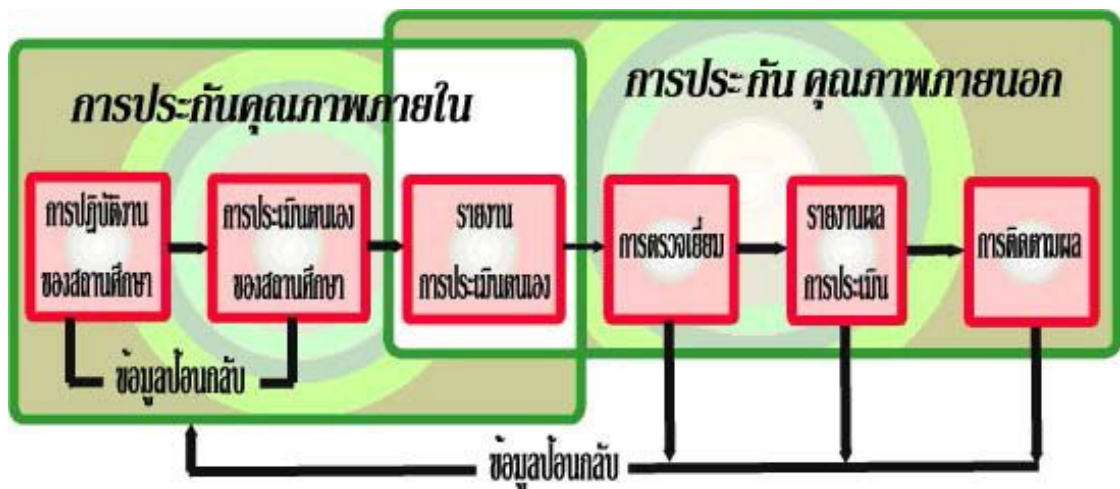 การประกันคุณภาพภายใน
การประกัน คุณภาพภายนอก
การปฏิบัติงาน
ของสถานศึกษา
การประเมินตนเอง
ของสถานศึกษา
รายงาน
การประเมินตนเอง
การตรวจเยี่ยม
รายงานผล
การประเมิน
การติดตามผล
ข้อมูลป้อนกลับ
ข้อมูลป้อนกลับ